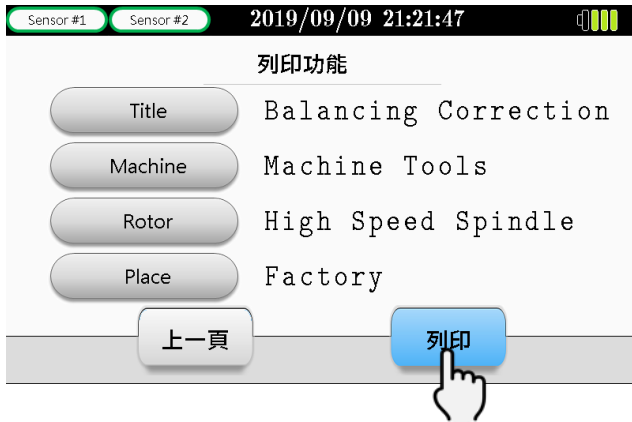 Sensor #1 Sensor #2 2019/09/09 21:21:47
列印功能
Title Balancing Correction
Machine Machine Tools
Rotor High Speed Spindle
Place Factory
上一頁 列印